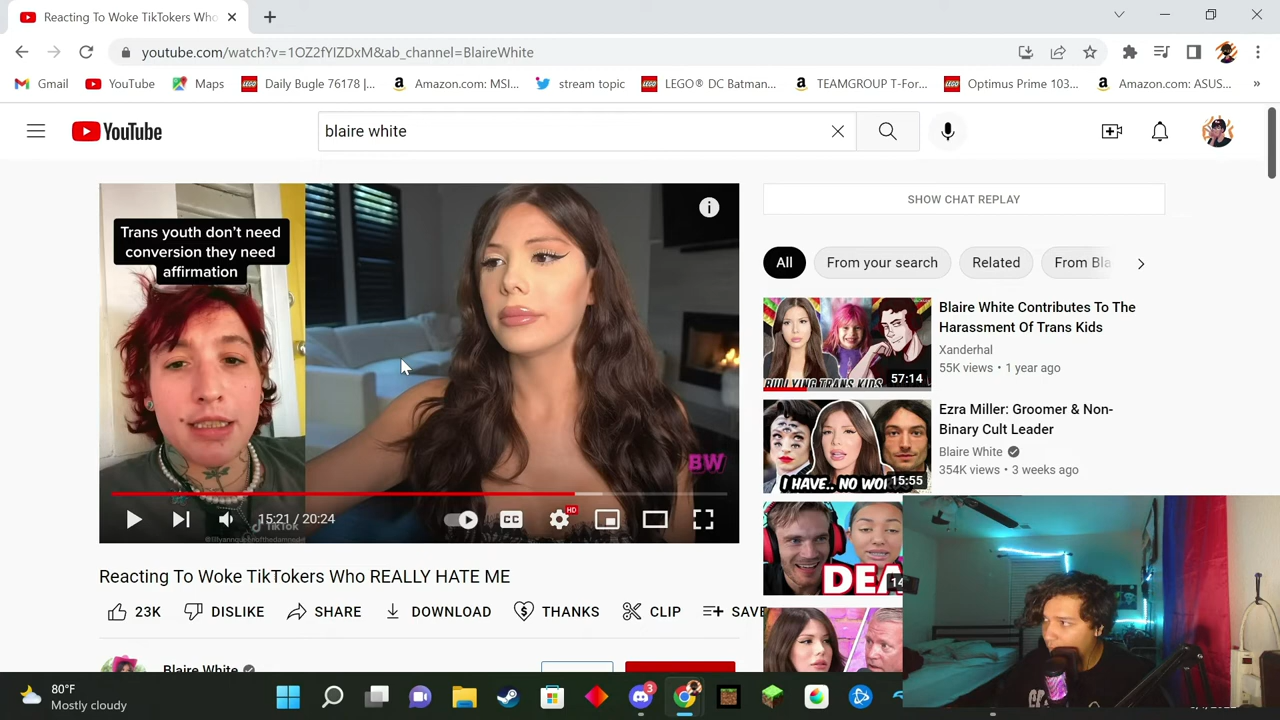 Reacting To Woke TikTokers Who
youtube.com/watch?v=1OZ2fYlZDxM&ab_channel=BlaireWhite
Gmail
YouTube
Maps
Daily Bugle 76178 |...
Amazon.com: MSI...
stream topic
LEGO® DC Batman...
TEAMGROUP T-For...
Optimus Prime 103...
Amazon.com: ASUS...
»
YouTube
blaire white
Trans youth don't need
conversion they need
affirmation
BW
15:21 / 20:24
CC
HD
TikTok
Reacting To Woke TikTokers Who REALLY HATE ME
23K
DISLIKE
SHARE
DOWNLOAD
THANKS
CLIP
SAVE
Blaire White
SHOW CHAT REPLAY
All
From your search
Related
From Bla
BULLYING TRANS KIDS
57:14
Blaire White Contributes To The
Harassment Of Trans Kids
Xanderhal
55K views • 1 year ago
I HAVE.. NO WO
15:55
Ezra Miller: Groomer & Non-
Binary Cult Leader
Blaire White
354K views • 3 weeks ago
DEA
14
80°F
Mostly cloudy
3